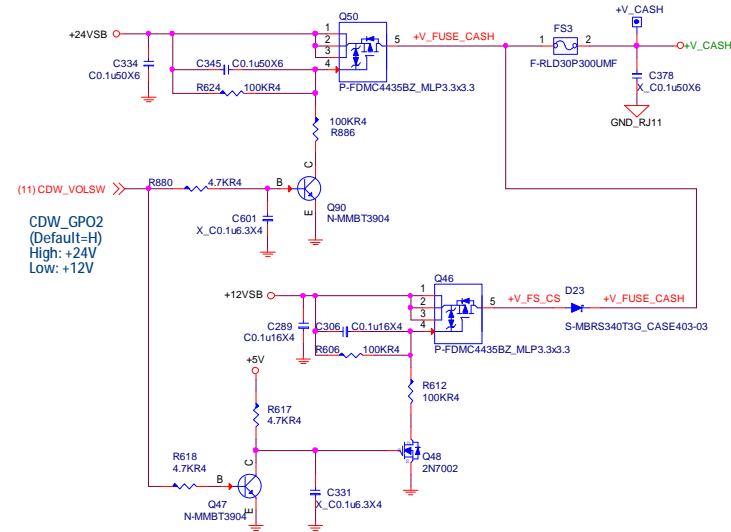 Q50
+24VSB
1
2
3
4
5
+V_FUSE_CASH
C334
C0.1u50X6
C345
C0.1u50X6
R624
100KR4
P-FDMC4435BZ_MLP3.3x3.3
FS3
1
2
F-RLD30P300UMF
+V_CASH
+V_CASH
C378
X_C0.1u50X6
GND_RJ11
100KR4
R886
(11) CDW_VOLSW
R880
4.7KR4
B
C
E
Q90
N-MMBT3904
C601
X_C0.1u6.3X4
CDW_GPO2
(Default=H)
High: +24V
Low: +12V
Q46
+12VSB
1
2
3
4
5
+V_FS_CS
D23
+V_FUSE_CASH
S-MBRS340T3G_CASE403-03
C289
C0.1u16X4
C306
C0.1u16X4
R606
100KR4
P-FDMC4435BZ_MLP3.3x3.3
+5V
R617
4.7KR4
R612
100KR4
R618
4.7KR4
B
C
E
Q47
N-MMBT3904
C331
X_C0.1u6.3X4
Q48
2N7002